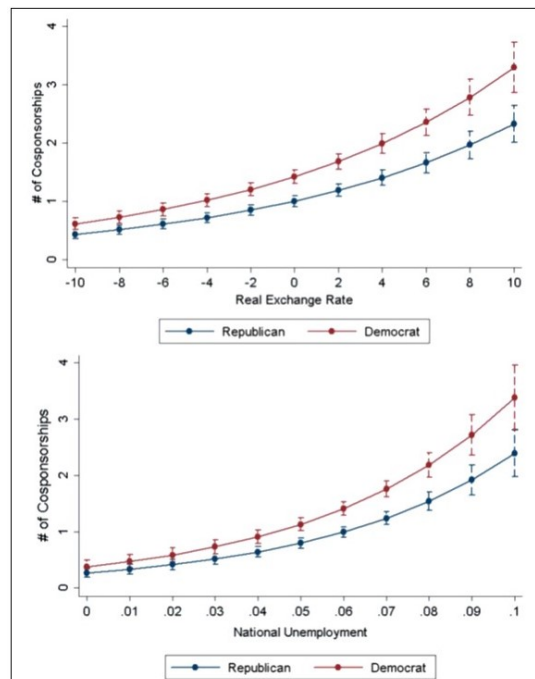 4
3
2
1
0
# of Cosponsorships
-10 -8 -6 -4 -2 0 2 4 6 8 10
Real Exchange Rate
Republican Democrat
4
3
2
1
0
# of Cosponsorships
0 .01 .02 .03 .04 .05 .06 .07 .08 .09 .1
National Unemployment
Republican Democrat